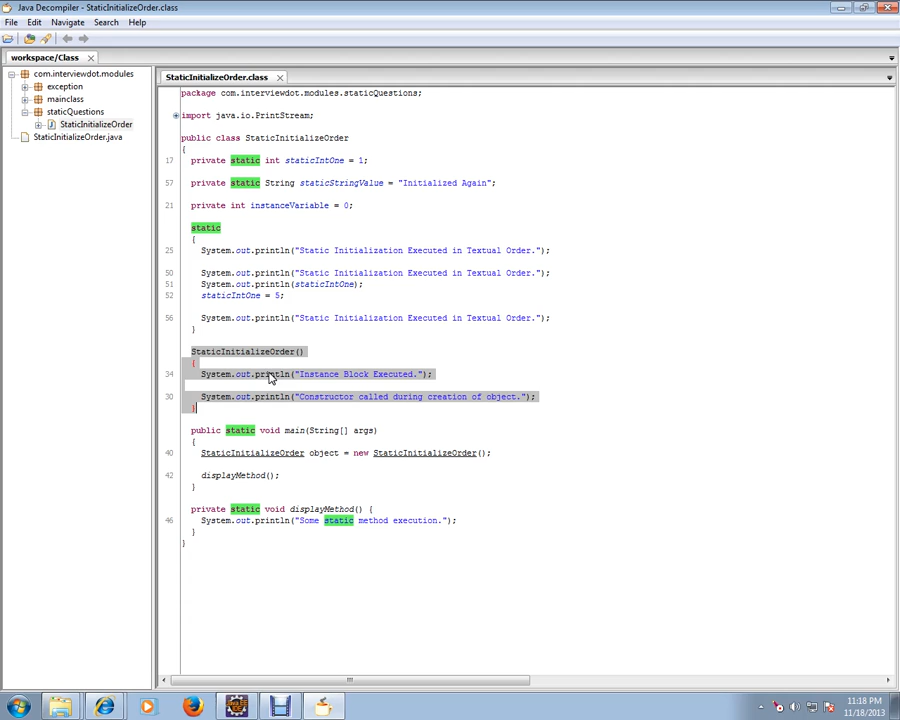 Java Decompiler - StaticInitializeOrder.class
File Edit Navigate Search Help
workspace/Class
com.interviewdot.modules
exception
mainclass
staticQuestions
StaticInitializeOrder
StaticInitializeOrder.java
StaticInitializeOrder.class
package com.interviewdot.modules.staticQuestions;
import java.io.PrintStream;
public class StaticInitializeOrder
{
17 private static int staticIntOne = 1;
57 private static String staticStringValue = "Initialized Again";
21 private int instanceVariable = 0;
static
{
25 System.out.println("Static Initialization Executed in Textual Order.");
50 System.out.println("Static Initialization Executed in Textual Order.");
51 System.out.println(staticIntOne);
52 staticIntOne = 5;
56 System.out.println("Static Initialization Executed in Textual Order.");
}
StaticInitializeOrder()
{
34 System.out.println("Instance Block Executed.");
30 System.out.println("Constructor called during creation of object.");
}
public static void main(String[] args)
{
40 StaticInitializeOrder object = new StaticInitializeOrder();
42 displayMethod();
}
private static void displayMethod() {
46 System.out.println("Some static method execution.");
}
}
11:18 PM
11/18/2013